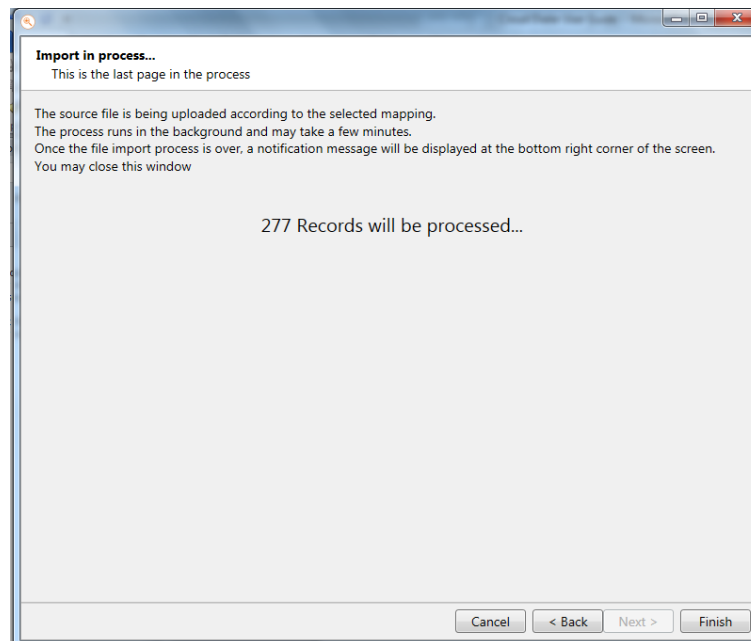 Import in process...
This is the last page in the process
The source file is being uploaded according to the selected mapping.
The process runs in the background and may take a few minutes.
Once the file import process is over, a notification message will be displayed at the bottom right corner of the screen.
You may close this window
277 Records will be processed...
Cancel < Back Next > Finish